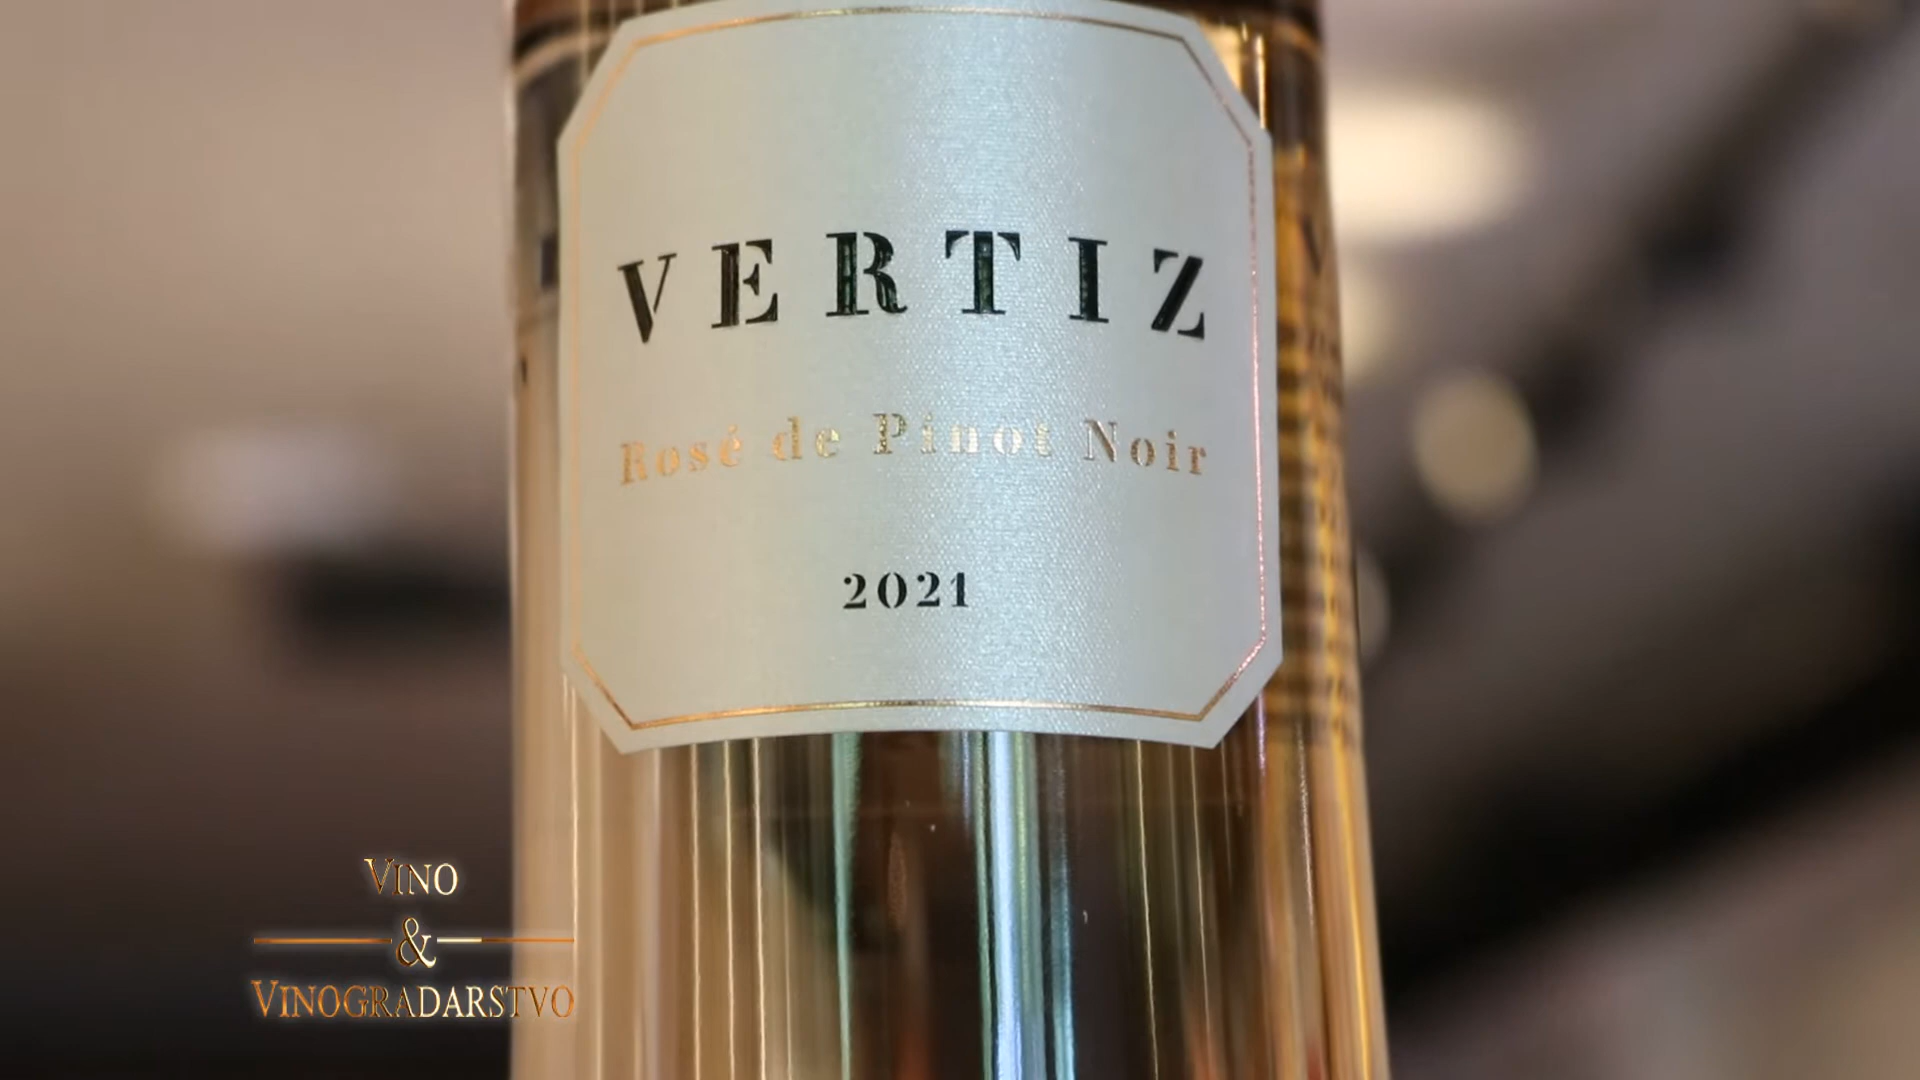 VERTIZ
Rosé de Pinot Noir
2021
VINO
&
VINOGRADARSTVO